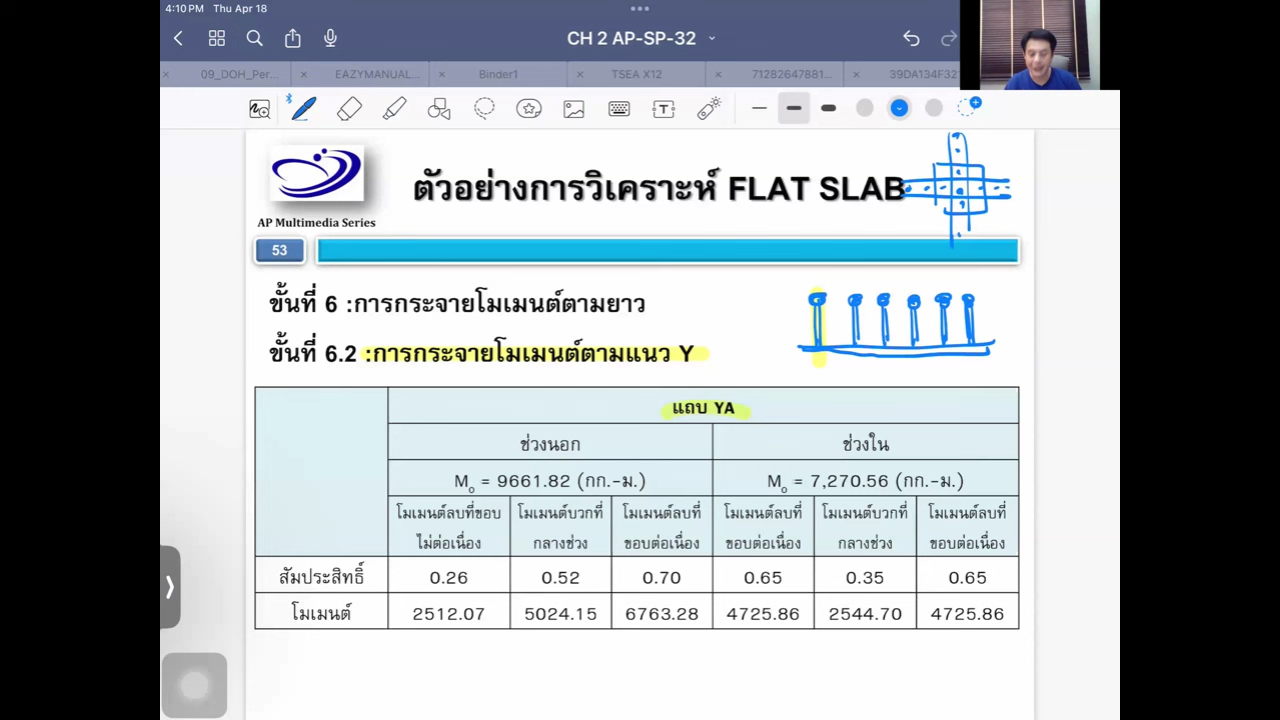 4:10 PM Thu Apr 18
CH 2 AP-SP-32
09_DOH_Per...
EAZYMANUAL...
Binder1
TSEA X12
71282647881...
39DA134F321
AP Multimedia Series
ตัวอย่างการวิเคราะห์ FLAT SLAB
53
ขั้นที่ 6 :การกระจายโมเมนต์ตามยาว
ขั้นที่ 6.2 :การกระจายโมเมนต์ตามแนว Y
แถบ YA
ช่วงนอก ช่วงใน
Mo = 9661.82 (กก.-ม.) Mo = 7,270.56 (กก.-ม.)
โมเมนต์ลบที่ขอบ โมเมนต์บวกที่ โมเมนต์ลบที่ โมเมนต์ลบที่ โมเมนต์บวกที่ โมเมนต์ลบที่
ไม่ต่อเนื่อง กลางช่วง ขอบต่อเนื่อง ขอบต่อเนื่อง กลางช่วง ขอบต่อเนื่อง
สัมประสิทธิ์ 0.26 0.52 0.70 0.65 0.35 0.65
โมเมนต์ 2512.07 5024.15 6763.28 4725.86 2544.70 4725.86